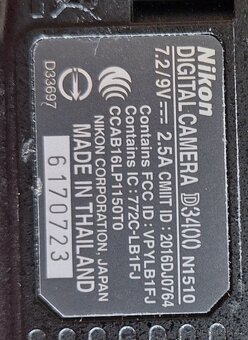 Nikon
DIGITAL CAMERA D3400 N1510
7.2/9V⎓ 2.5A CMIIT ID : 2016DJ0764
Contains FCC ID : VPYLB1FJ
Contains IC : 772C-LB1FJ
CCAB16LP1150T0
NIKON CORPORATION, JAPAN
MADE IN THAILAND
D33697
6170723